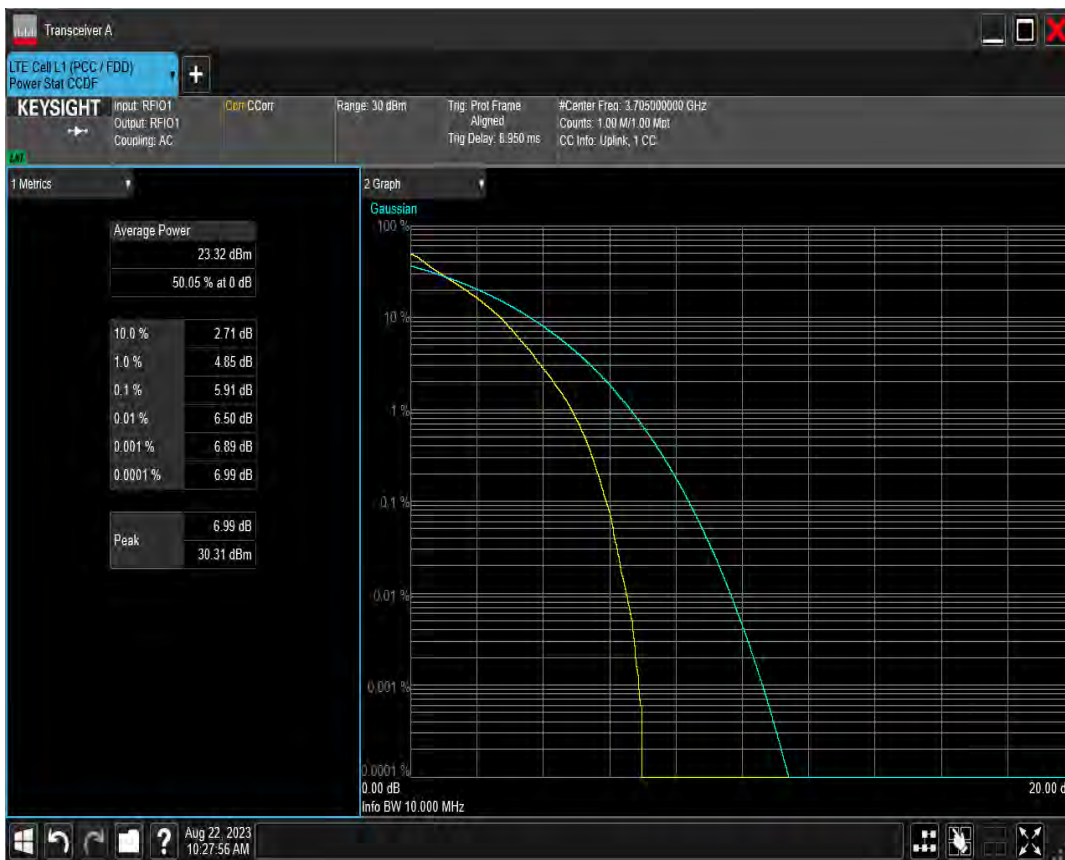 Transceiver A
LTE Cell L1 (PCC / FDD)
Power Stat CCDF
+
KEYSIGHT
LXI
Input: RFIO1
Output: RFIO1
Coupling: AC
Corr CCorr
Range: 30 dBm
Trig: Prot Frame
Aligned
Trig Delay: 8.950 ms
#Center Freq: 3.705000000 GHz
Counts: 1.00 M/1.00 Mpt
CC Info: Uplink, 1 CC
1 Metrics
Average Power
23.32 dBm
50.05 % at 0 dB
10.0 % 2.71 dB
1.0 % 4.85 dB
0.1 % 5.91 dB
0.01 % 6.50 dB
0.001 % 6.89 dB
0.0001 % 6.99 dB
Peak
6.99 dB
30.31 dBm
2 Graph
Gaussian
100 %
10 %
1 %
0.1 %
0.01 %
0.001 %
0.0001 %
0.00 dB
20.00 d
Info BW 10.000 MHz
?
Aug 22, 2023
10:27:56 AM